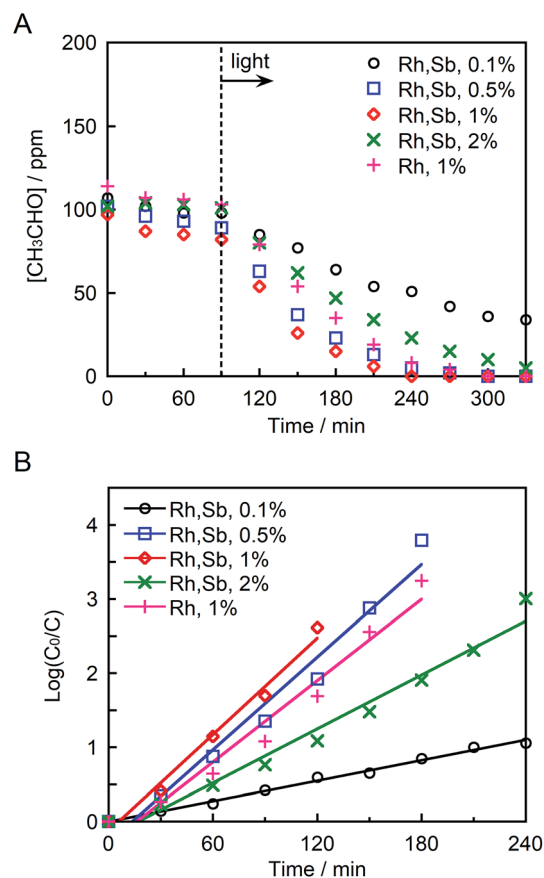 A
200
150
100
50
0
[CH₃CHO] / ppm
light
Rh,Sb, 0.1%
Rh,Sb, 0.5%
Rh,Sb, 1%
Rh,Sb, 2%
Rh, 1%
0 60 120 180 240 300
Time / min
B
4
3
2
1
0
Log(C₀/C)
Rh,Sb, 0.1%
Rh,Sb, 0.5%
Rh,Sb, 1%
Rh,Sb, 2%
Rh, 1%
0 60 120 180 240
Time / min